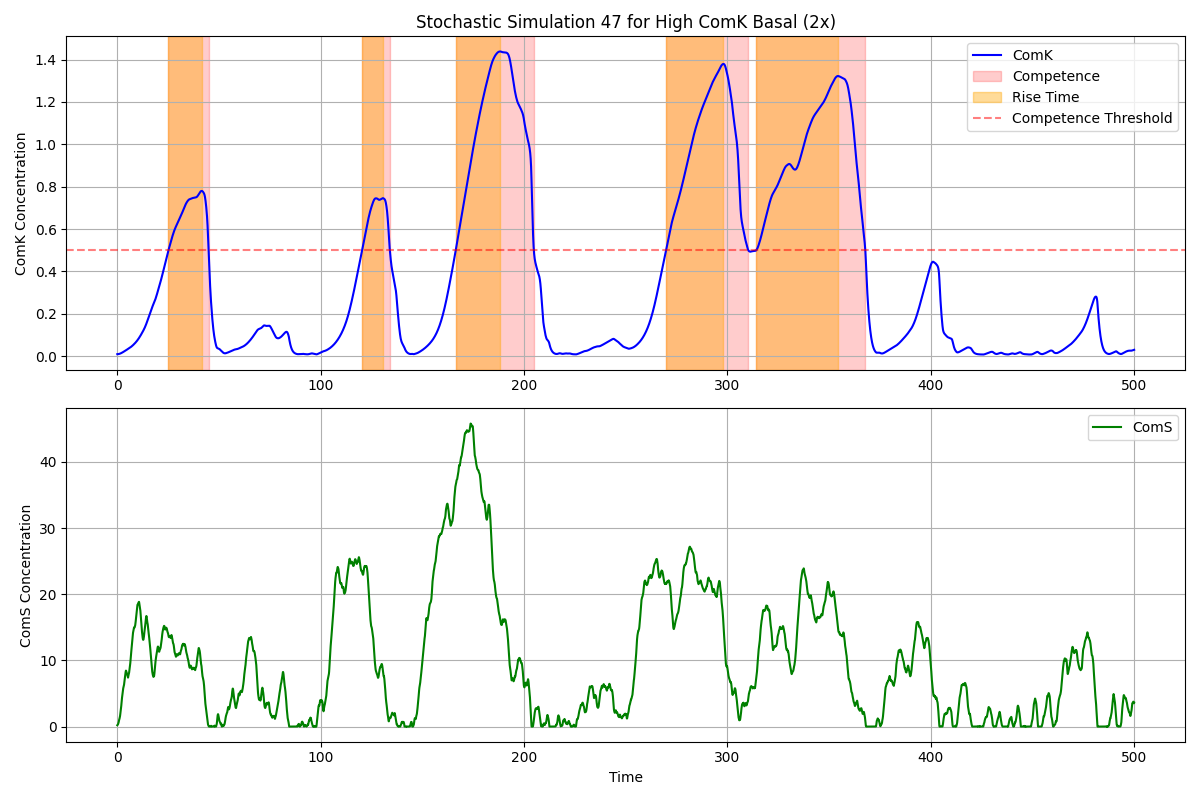 Stochastic Simulation 47 for High ComK Basal (2x)
ComK Concentration
1.4
1.2
1.0
0.8
0.6
0.4
0.2
0.0
ComK
Competence
Rise Time
Competence Threshold
0 100 200 300 400 500
ComS Concentration
40
30
20
10
0
ComS
0 100 200 300 400 500
Time